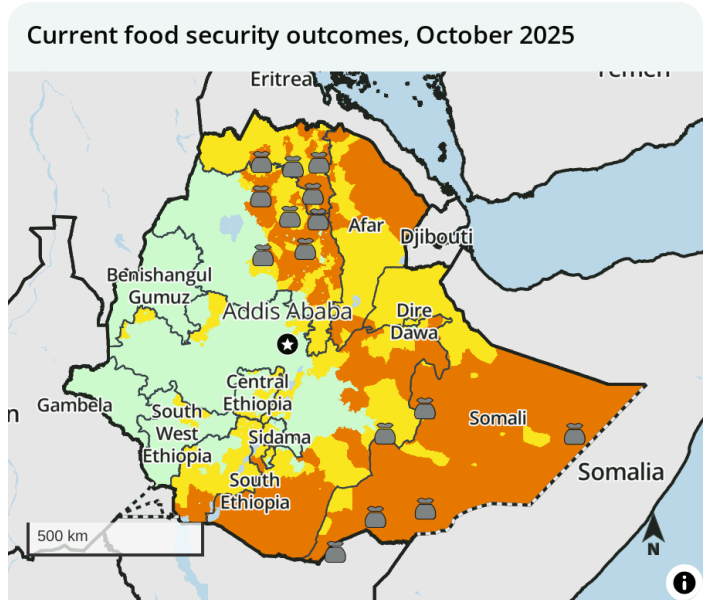 Current food security outcomes, October 2025
Eritrea
Afar
Djibouti
Benishangul
Gumuz
Addis Ababa
Dire
Dawa
Central
Ethiopia
Gambela
South
West
Ethiopia
Sidama
Somali
South
Ethiopia
Somalia
500 km
N